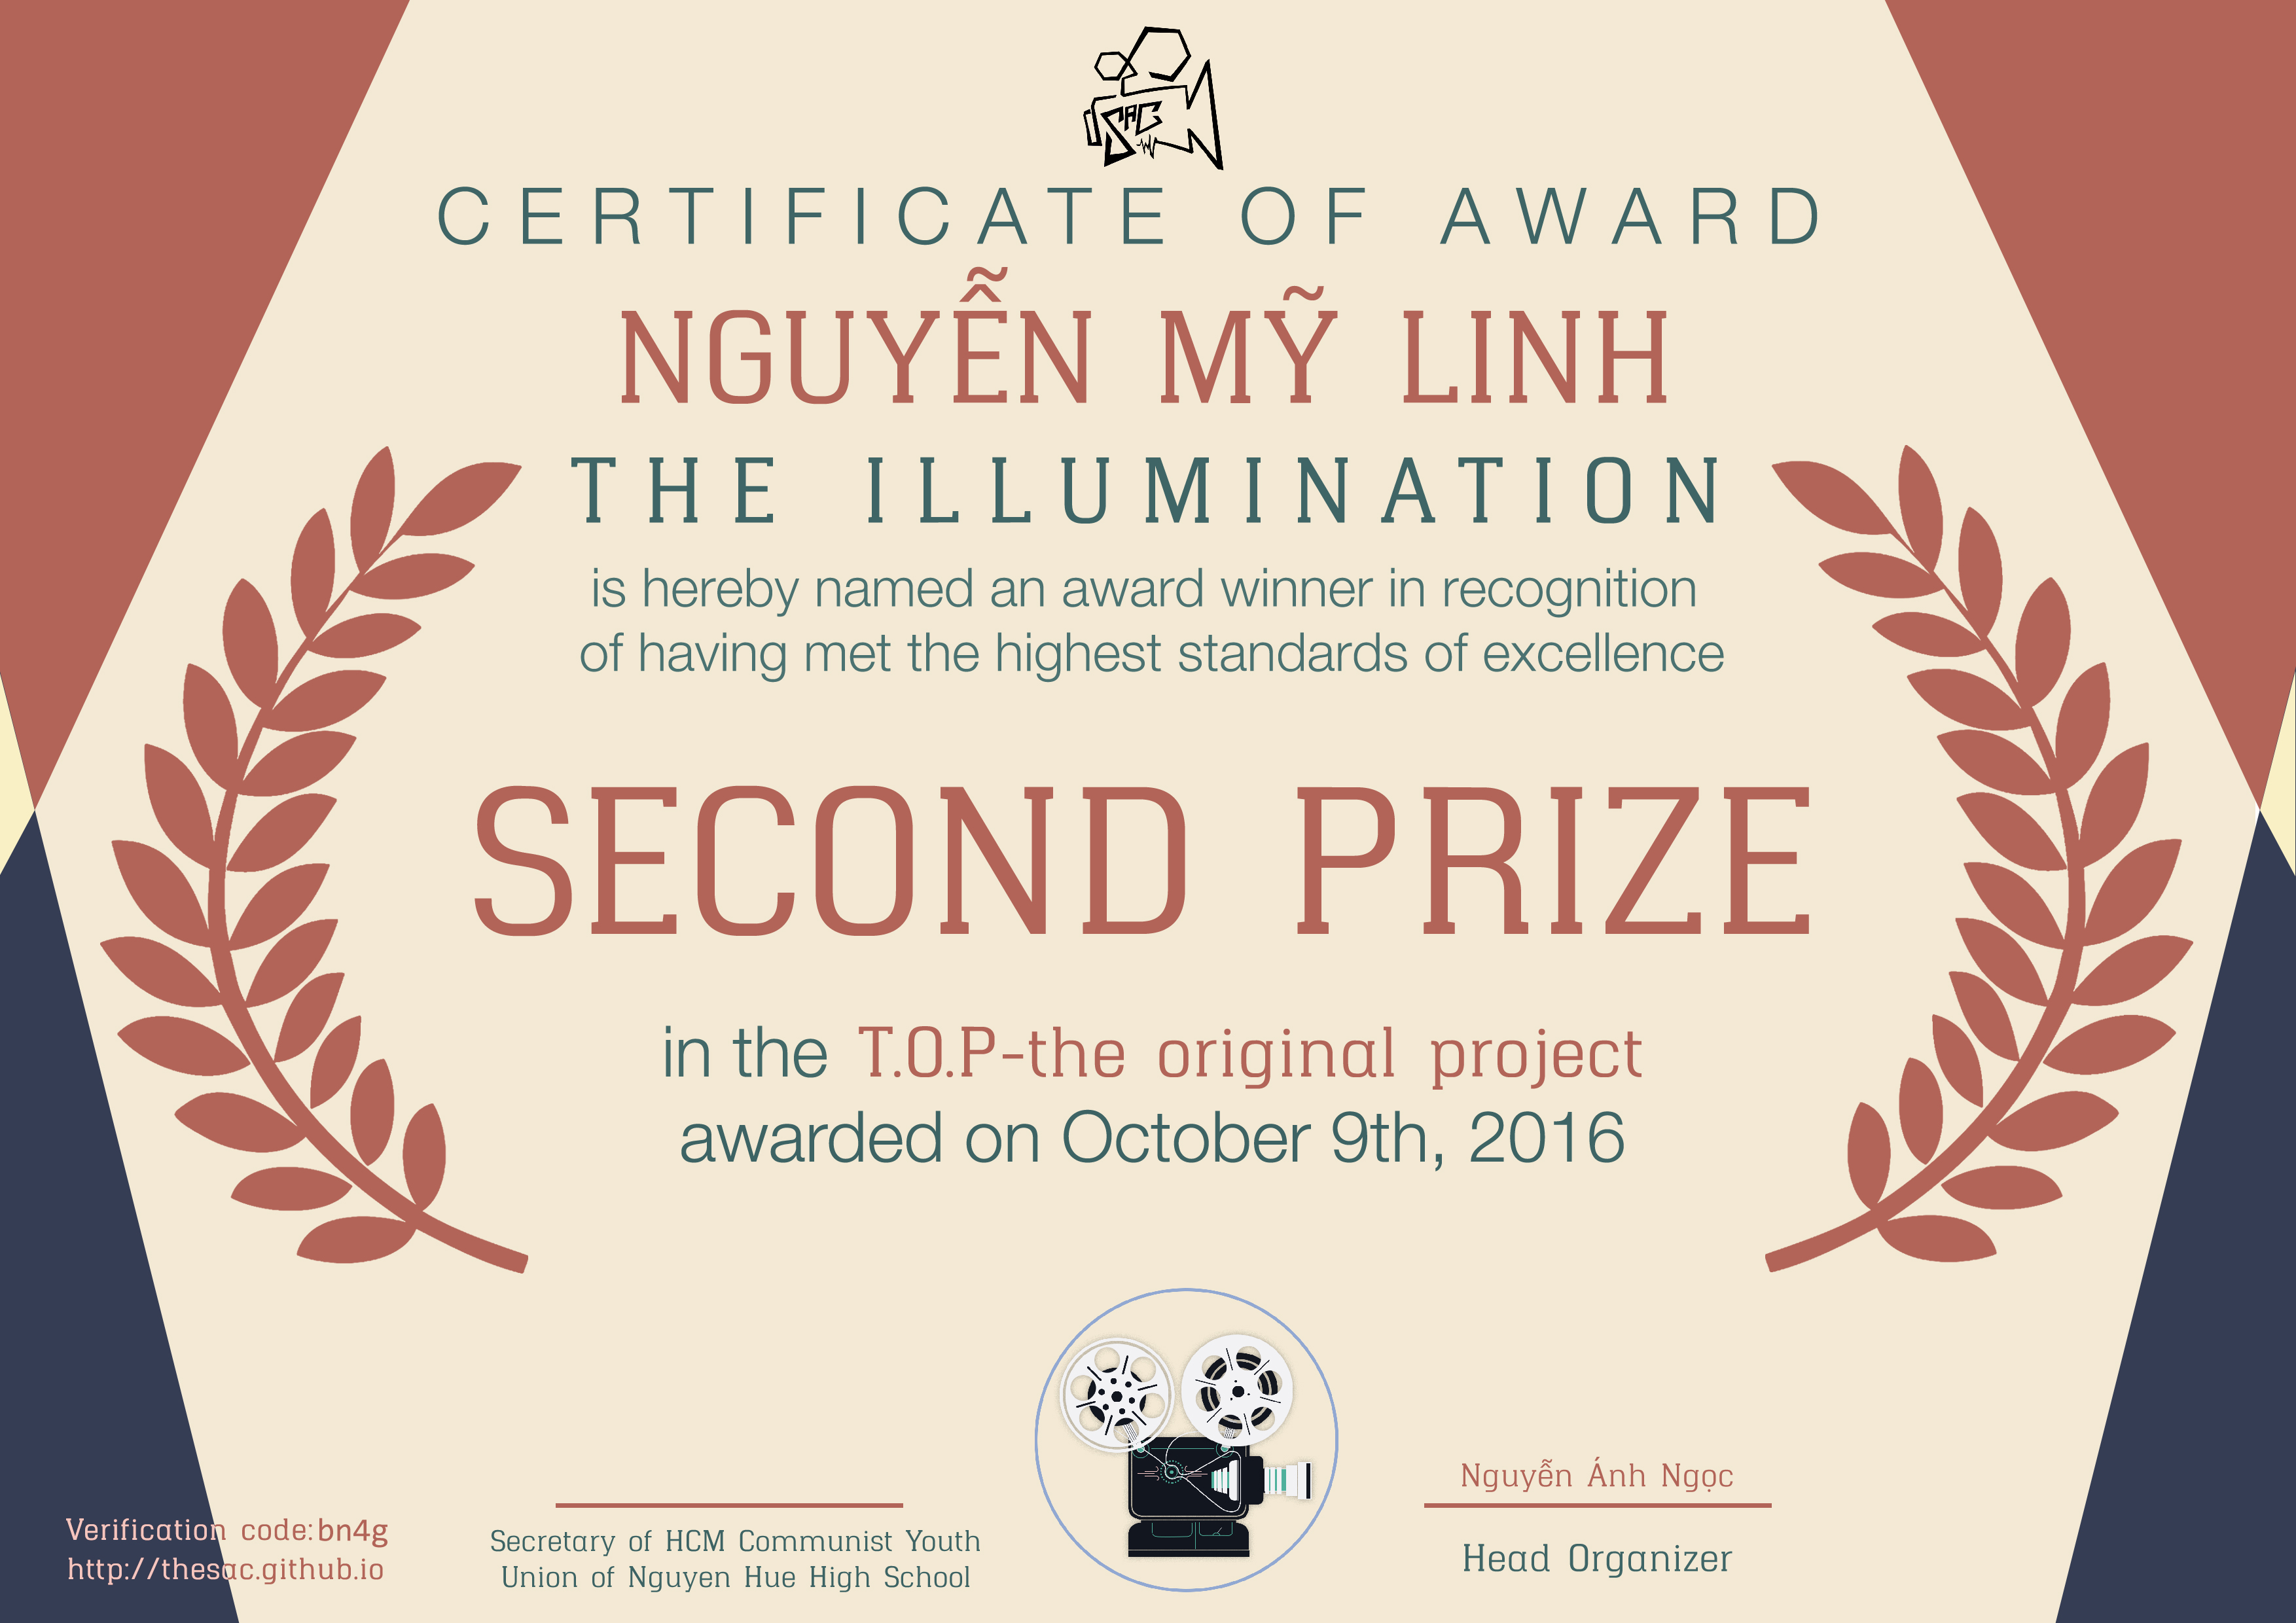 SAC
CERTIFICATE OF AWARD
NGUYỄN MỸ LINH
THE ILLUMINATION
is hereby named an award winner in recognition
of having met the highest standards of excellence
SECOND PRIZE
in the T.O.P-the original project
awarded on October 9th, 2016
Verification code:bn4g
http://thesac.github.io
Secretary of HCM Communist Youth
Union of Nguyen Hue High School
Nguyễn Ánh Ngọc
Head Organizer